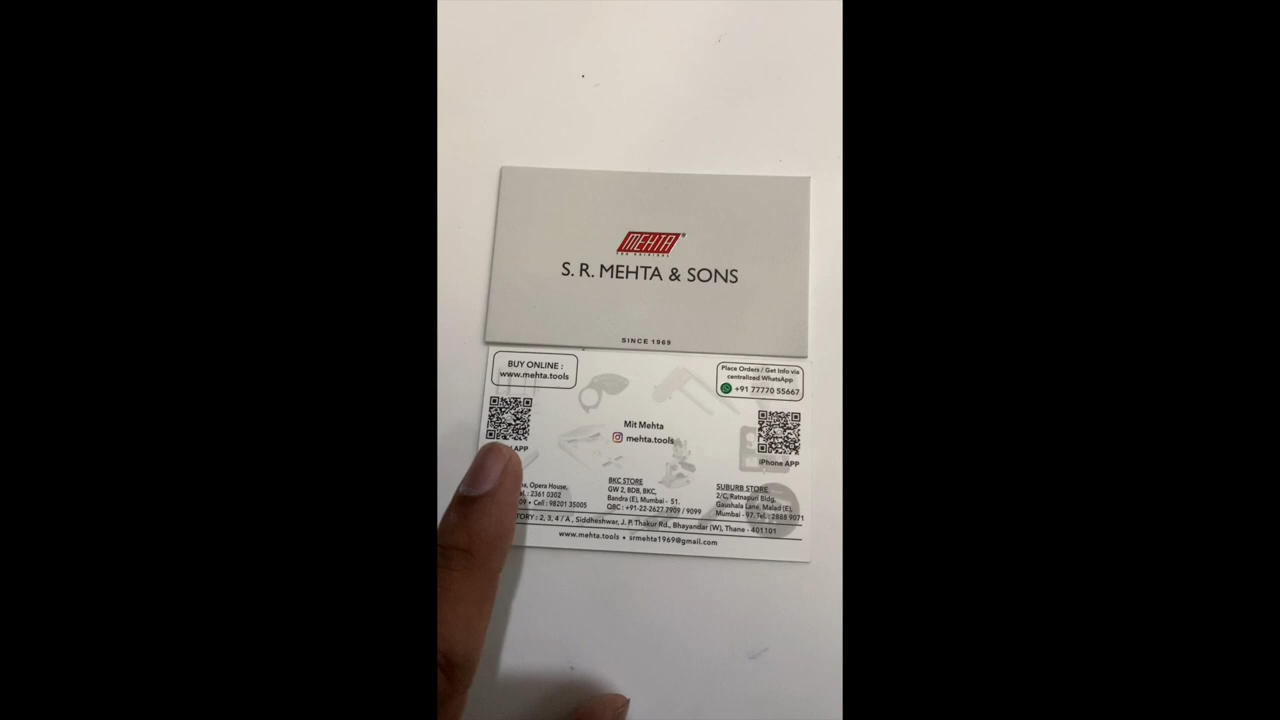 MEHTA
THE ORIGINAL
S. R. MEHTA & SONS
SINCE 1969
BUY ONLINE :
www.mehta.tools
Place Orders / Get Info via
centralized WhatsApp
+91 77770 55667
Mit Mehta
mehta.tools
APP
iPhone APP
Opera House,
2361 0302
09 • Cell : 98201 35005
BKC STORE
GW 2, BDB, BKC,
Bandra (E), Mumbai - 51.
OBC : +91-22-2627 7909 / 9099
SUBURB STORE
2/C, Ratnapuri Bldg,
Gaushala Lane, Malad (E),
Mumbai - 97. Tel.: 2888 9071
TORY : 2, 3, 4 / A , Siddheshwar, J. P. Thakur Rd., Bhayandar (W), Thane - 401101
www.mehta.tools • srmehta1969@gmail.com